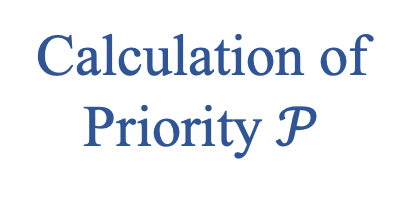 Calculation of
Priority 𝒫